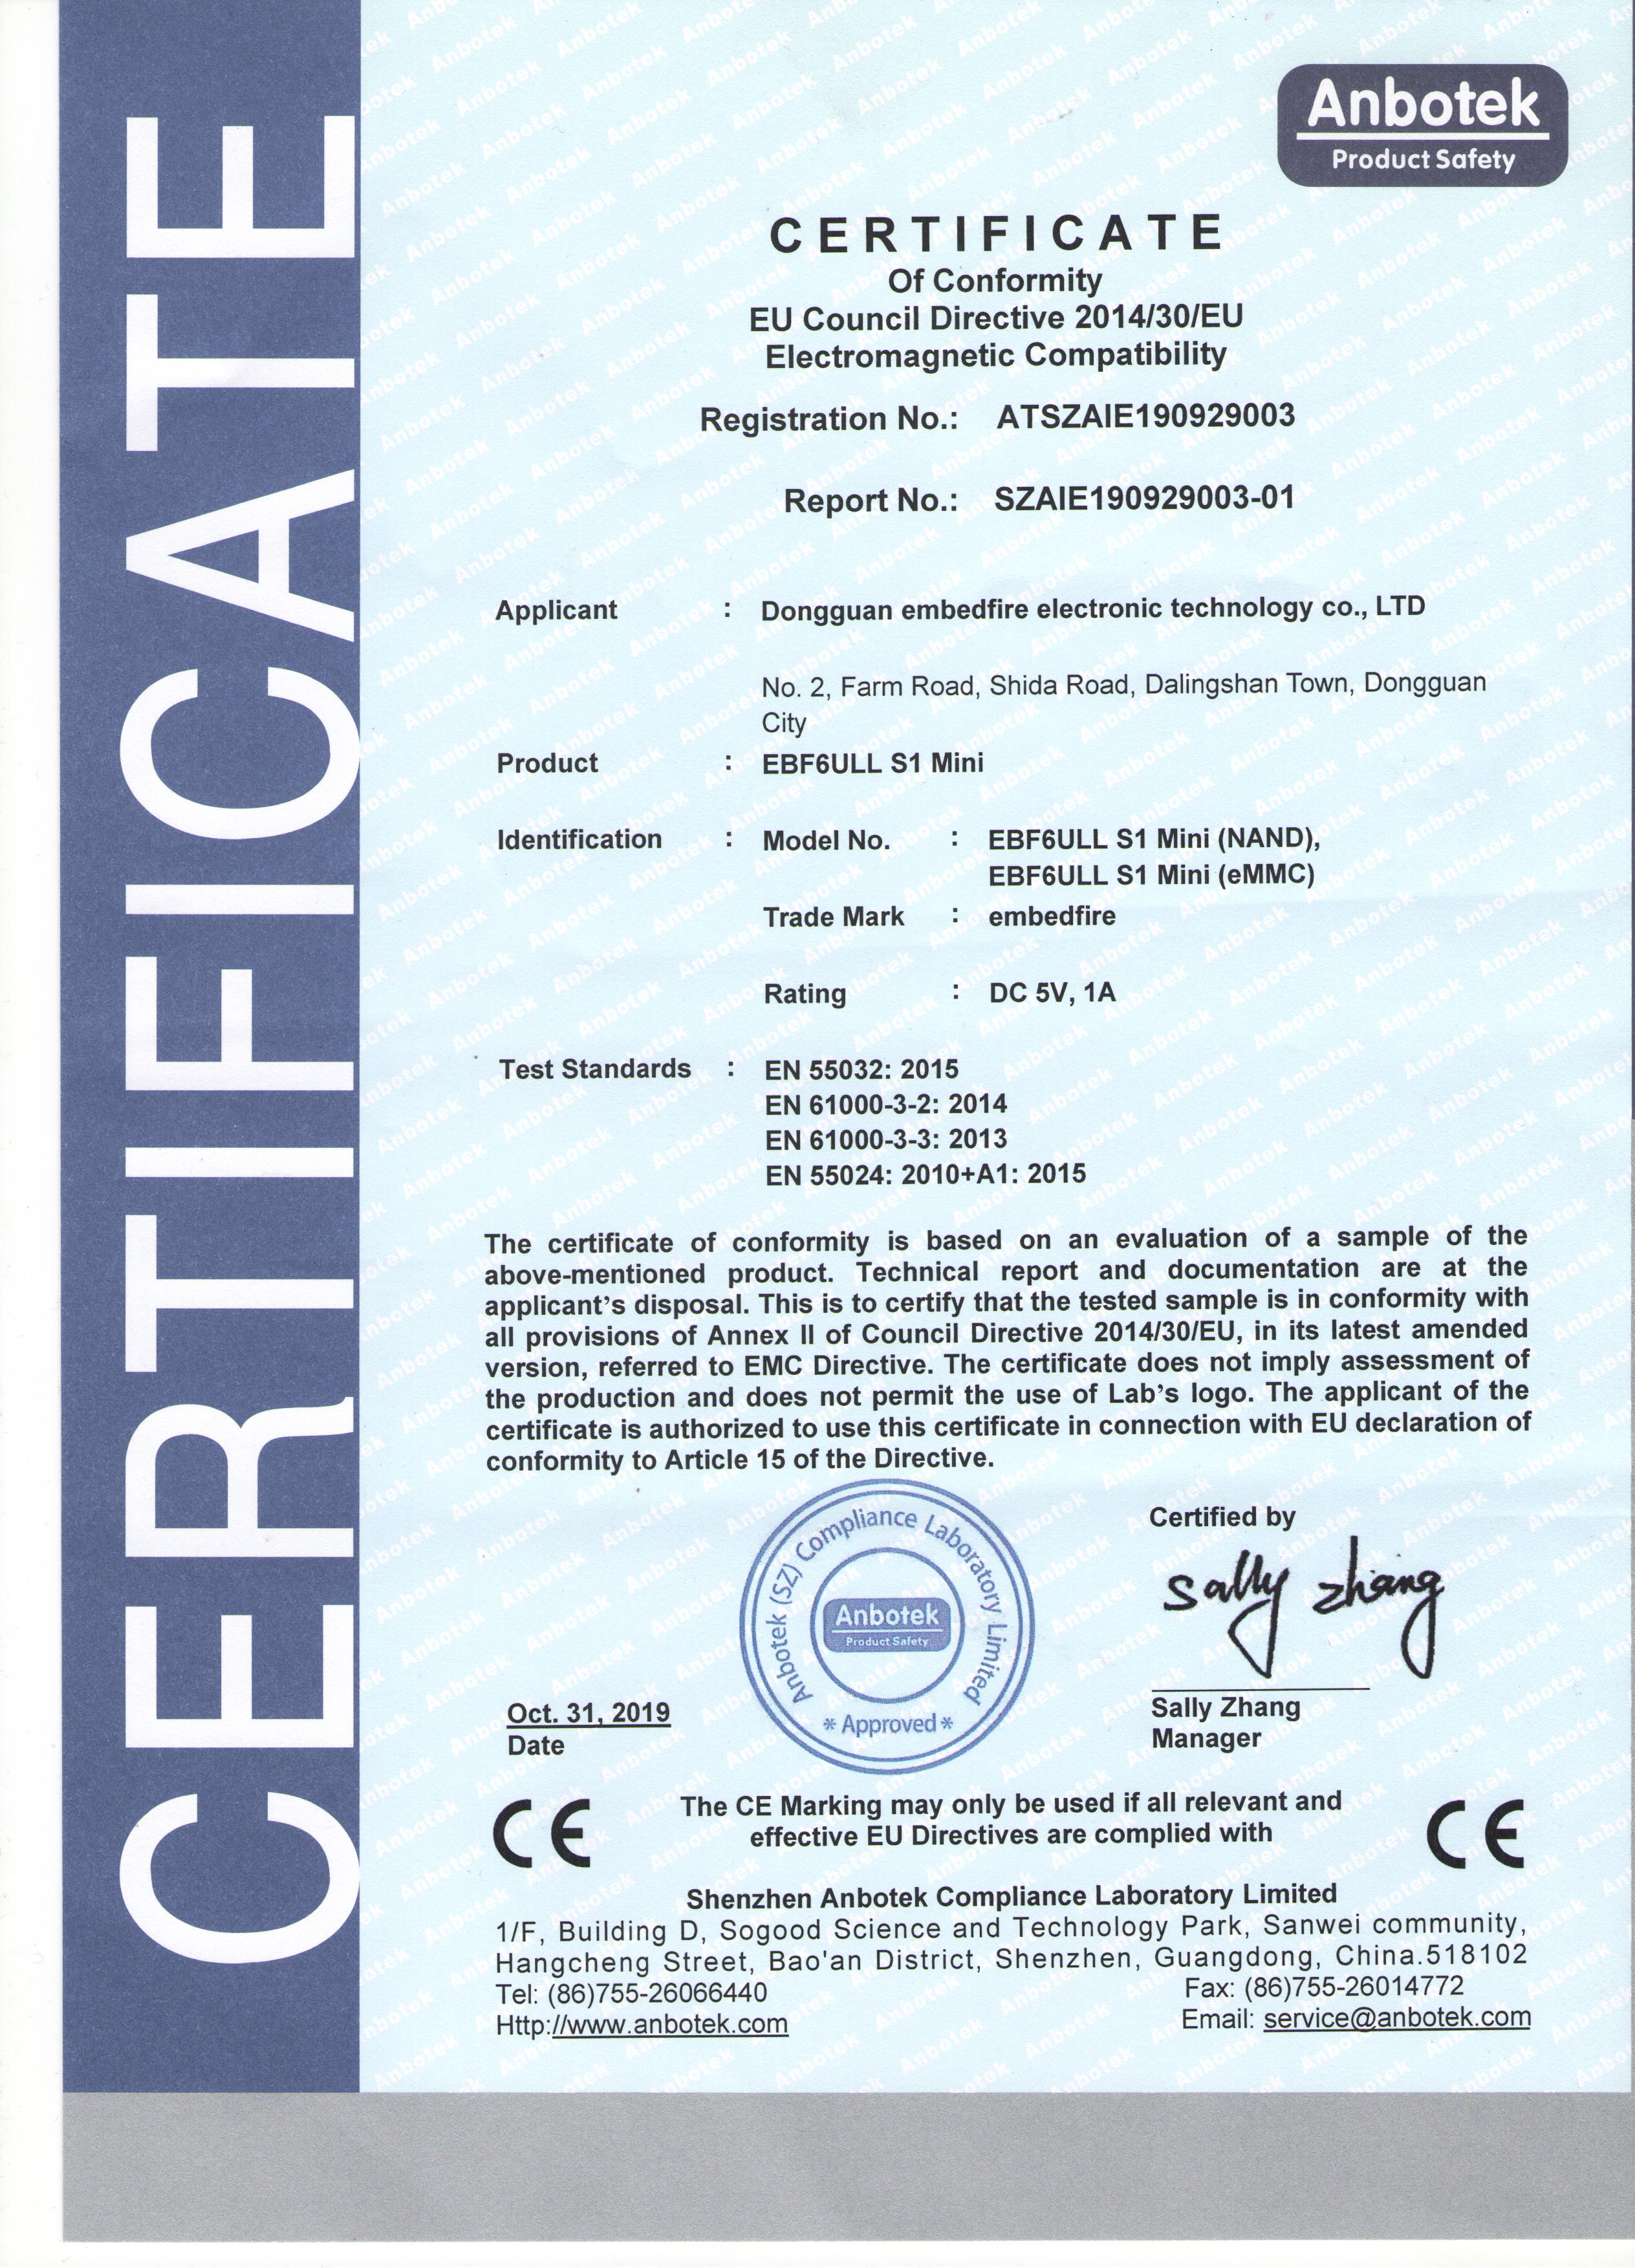 CERTIFICATE
Anbotek
Product Safety
CERTIFICATE
Of Conformity
EU Council Directive 2014/30/EU
Electromagnetic Compatibility
Registration No.: ATSZAIE190929003
Report No.: SZAIE190929003-01
Applicant : Dongguan embedfire electronic technology co., LTD
No. 2, Farm Road, Shida Road, Dalingshan Town, Dongguan
City
Product : EBF6ULL S1 Mini
Identification : Model No. : EBF6ULL S1 Mini (NAND),
EBF6ULL S1 Mini (eMMC)
Trade Mark : embedfire
Rating : DC 5V, 1A
Test Standards : EN 55032: 2015
EN 61000-3-2: 2014
EN 61000-3-3: 2013
EN 55024: 2010+A1: 2015
The certificate of conformity is based on an evaluation of a sample of the
above-mentioned product. Technical report and documentation are at the
applicant's disposal. This is to certify that the tested sample is in conformity with
all provisions of Annex II of Council Directive 2014/30/EU, in its latest amended
version, referred to EMC Directive. The certificate does not imply assessment of
the production and does not permit the use of Lab's logo. The applicant of the
certificate is authorized to use this certificate in connection with EU declaration of
conformity to Article 15 of the Directive.
Anbotek (SZ) Compliance Laboratory Limited
Anbotek
Product Safety
* Approved *
Certified by
Sally Zhang
Sally Zhang
Manager
Oct. 31, 2019
Date
CE
The CE Marking may only be used if all relevant and
effective EU Directives are complied with
CE
Shenzhen Anbotek Compliance Laboratory Limited
1/F, Building D, Sogood Science and Technology Park, Sanwei community,
Hangcheng Street, Bao'an District, Shenzhen, Guangdong, China.518102
Tel: (86)755-26066440 Fax: (86)755-26014772
Http://www.anbotek.com Email: service@anbotek.com